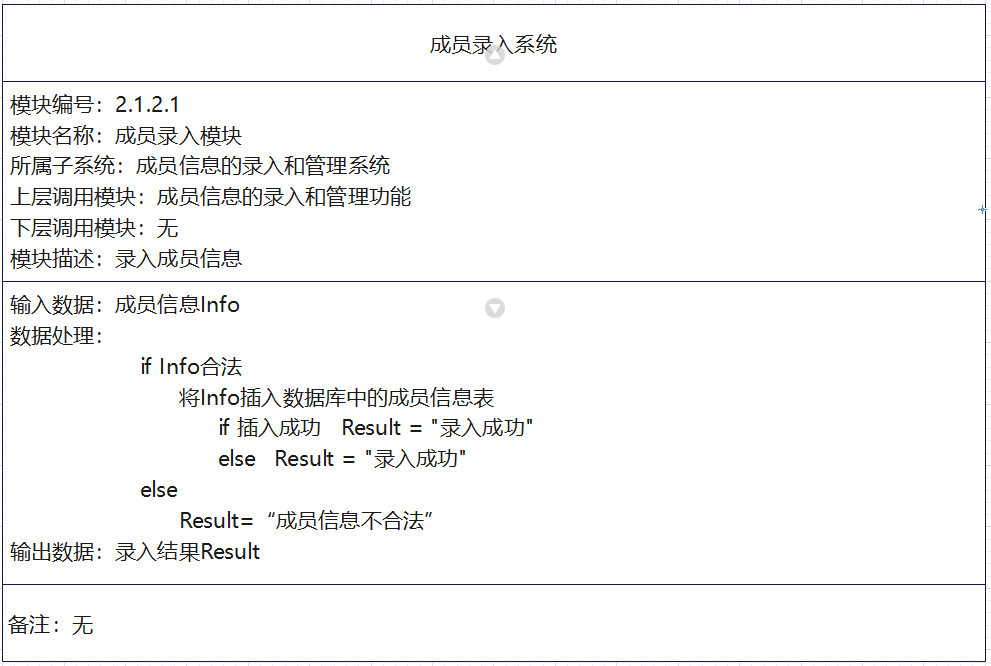 成员录入系统
模块编号：2.1.2.1
模块名称：成员录入模块
所属子系统：成员信息的录入和管理系统
上层调用模块：成员信息的录入和管理功能
下层调用模块：无
模块描述：录入成员信息
输入数据：成员信息Info
数据处理：
if Info合法
将Info插入数据库中的成员信息表
if 插入成功 Result = "录入成功"
else Result = "录入成功"
else
Result=“成员信息不合法”
输出数据：录入结果Result
备注：无